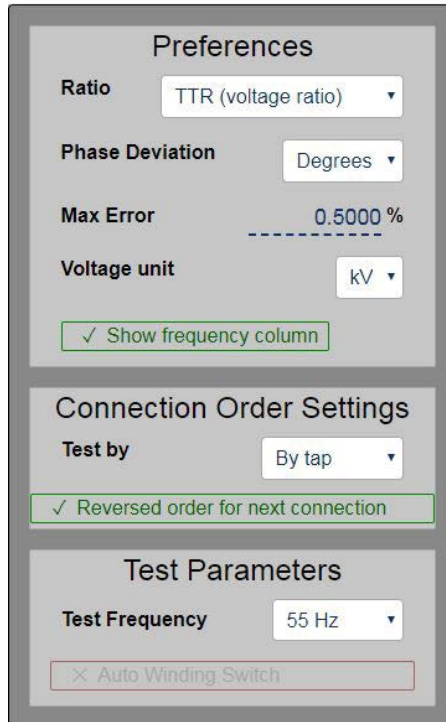 Preferences
Ratio TTR (voltage ratio)
Phase Deviation Degrees
Max Error 0.5000 %
Voltage unit kV
✓ Show frequency column
Connection Order Settings
Test by By tap
✓ Reversed order for next connection
Test Parameters
Test Frequency 55 Hz
✕ Auto Winding Switch